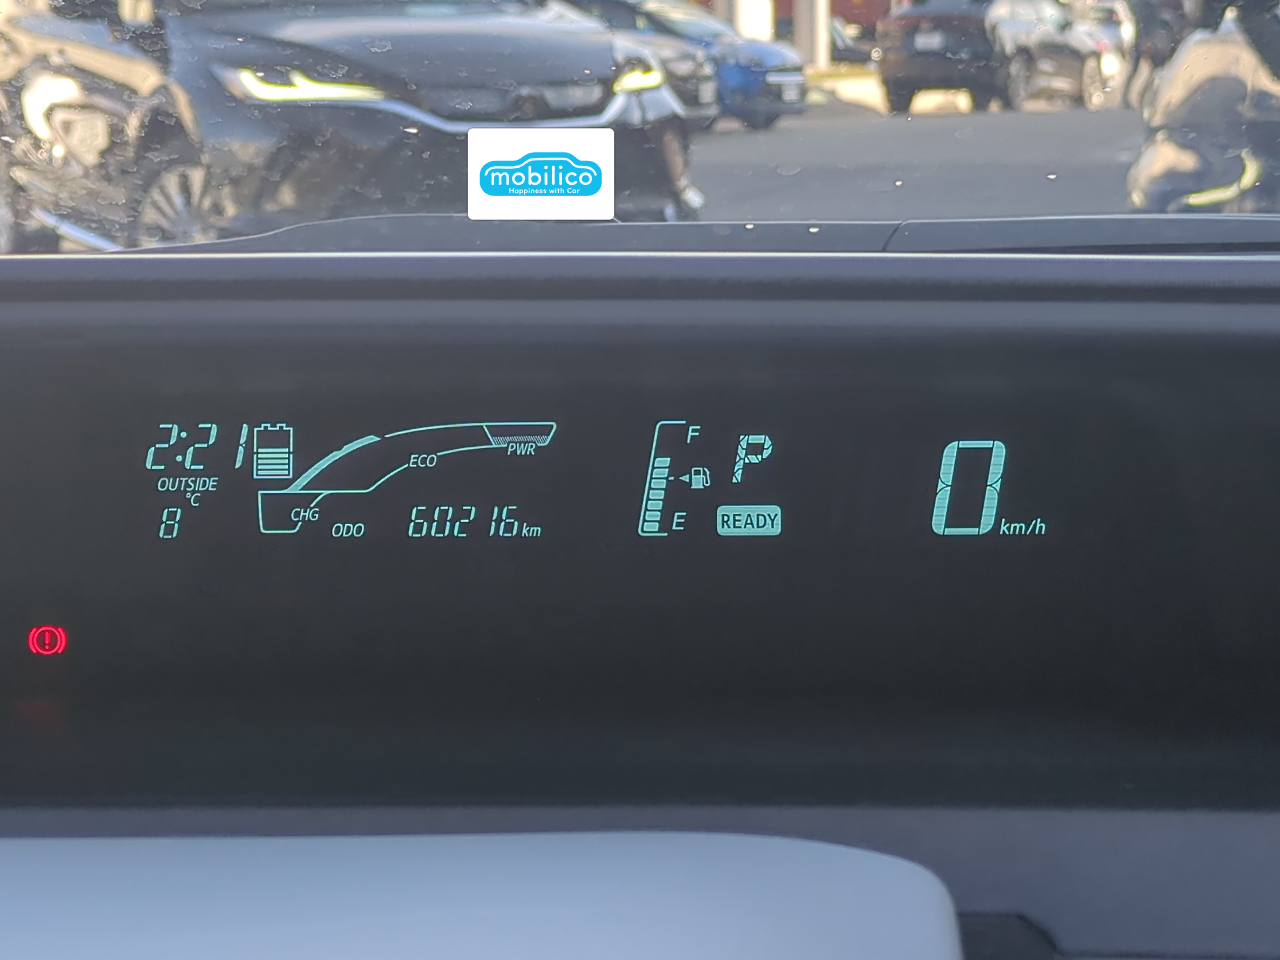 mobilico
Happiness with Car
2:21
OUTSIDE
°C
8
CHG
ECO
PWR
ODO
60216 km
F
E
P
READY
0 km/h